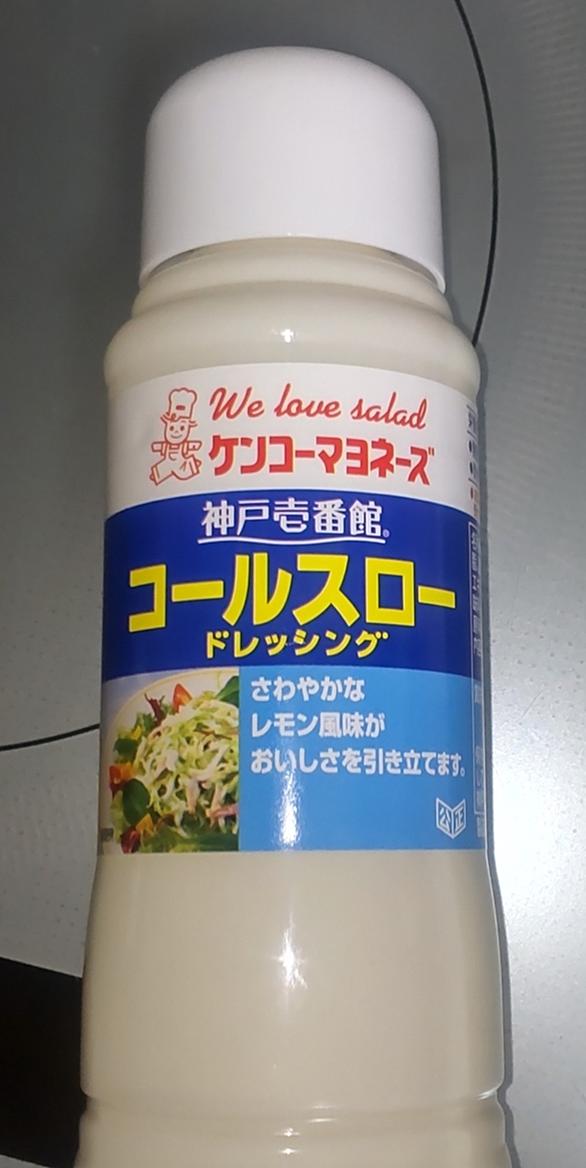 We love salad
ケンコーマヨネーズ
神戸壱番館®
コールスロー
ドレッシング
さわやかな
レモン風味が
おいしさを引き立てます。
公正